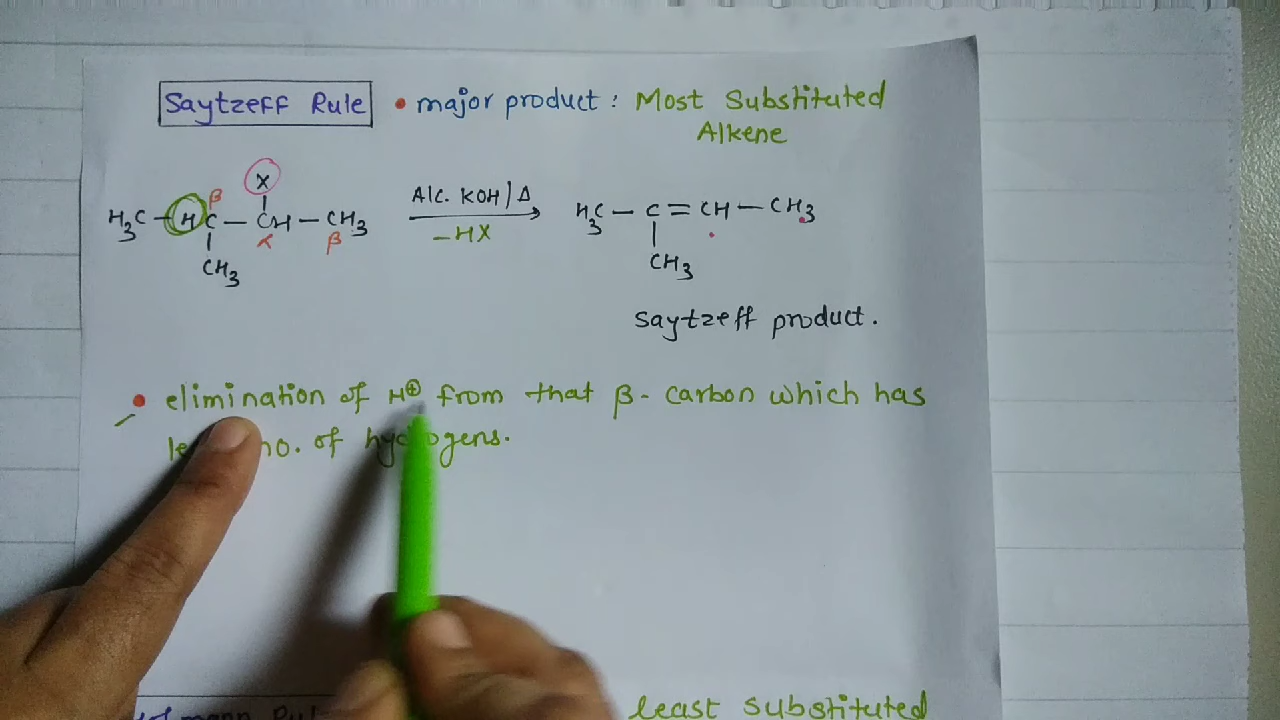 Saytzeff Rule • major product : Most Substituted
Alkene
X
β
H₃C – H C – CH – CH₃
α β
CH₃
Alc. KOH / Δ
– HX
H₃C – C = CH – CH₃
CH₃
Saytzeff product.
• elimination of H⊕ from that β - carbon which has
no. of
least substituted